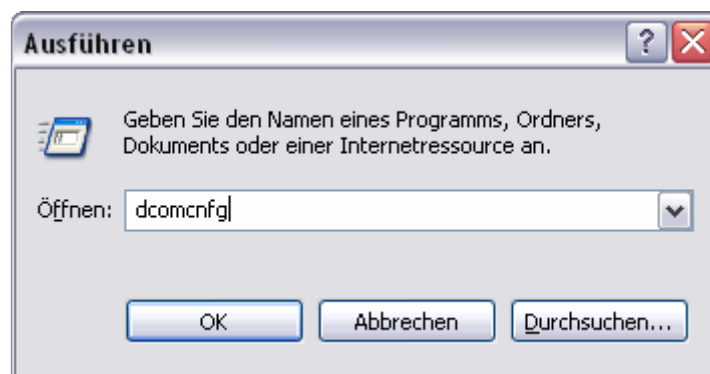 Ausführen
Geben Sie den Namen eines Programms, Ordners,
Dokuments oder einer Internetressource an.
Öffnen: dcomcnfg
OK Abbrechen Durchsuchen...